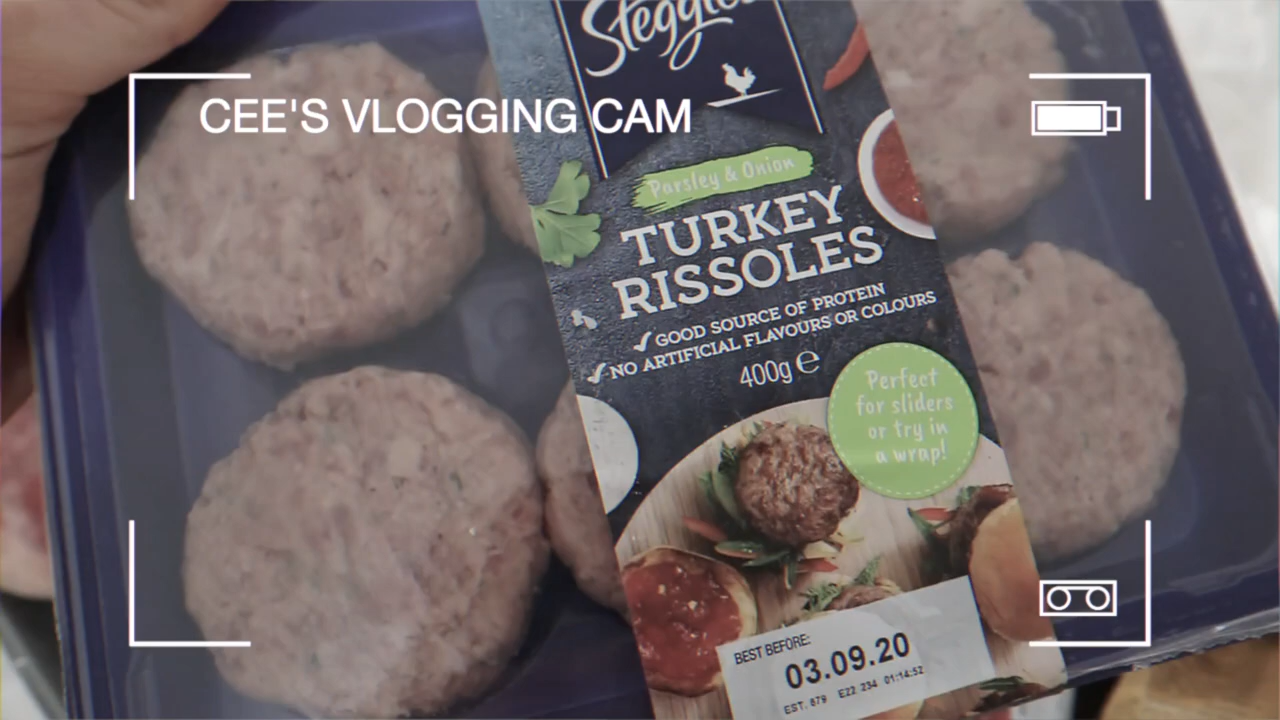 Steggles
CEE'S VLOGGING CAM
Parsley & Onion
TURKEY
RISSOLES
✓GOOD SOURCE OF PROTEIN
✓NO ARTIFICIAL FLAVOURS OR COLOURS
400g ℮
Perfect
for sliders
or try in
a wrap!
BEST BEFORE:
03.09.20
EST. 879 E22 234 01:14:52